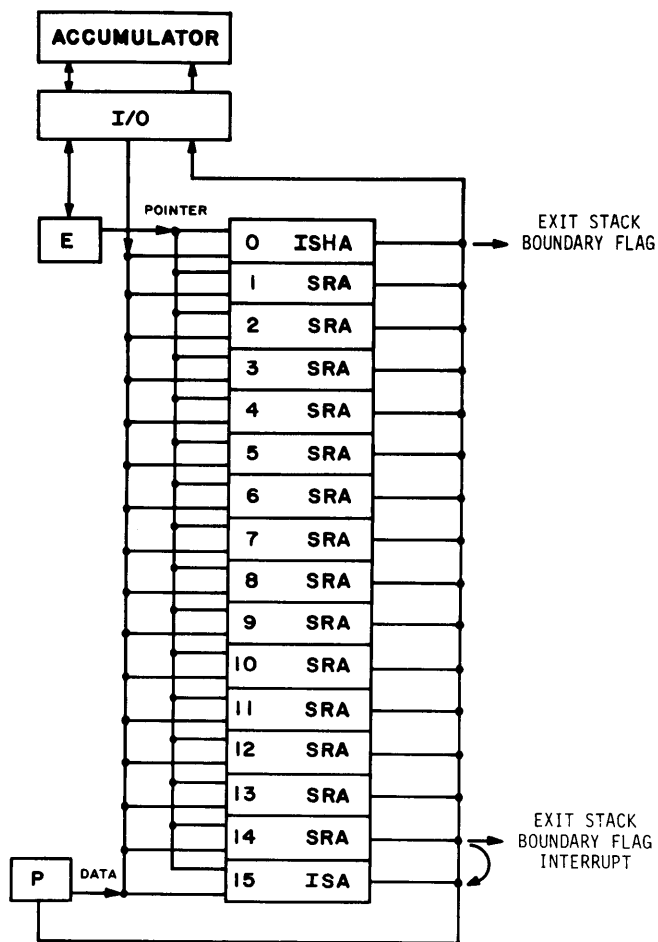 ACCUMULATOR
I/O
POINTER
E
0 ISHA
EXIT STACK
BOUNDARY FLAG
1 SRA
2 SRA
3 SRA
4 SRA
5 SRA
6 SRA
7 SRA
8 SRA
9 SRA
10 SRA
11 SRA
12 SRA
13 SRA
14 SRA
EXIT STACK
BOUNDARY FLAG
INTERRUPT
P
DATA
15 ISA